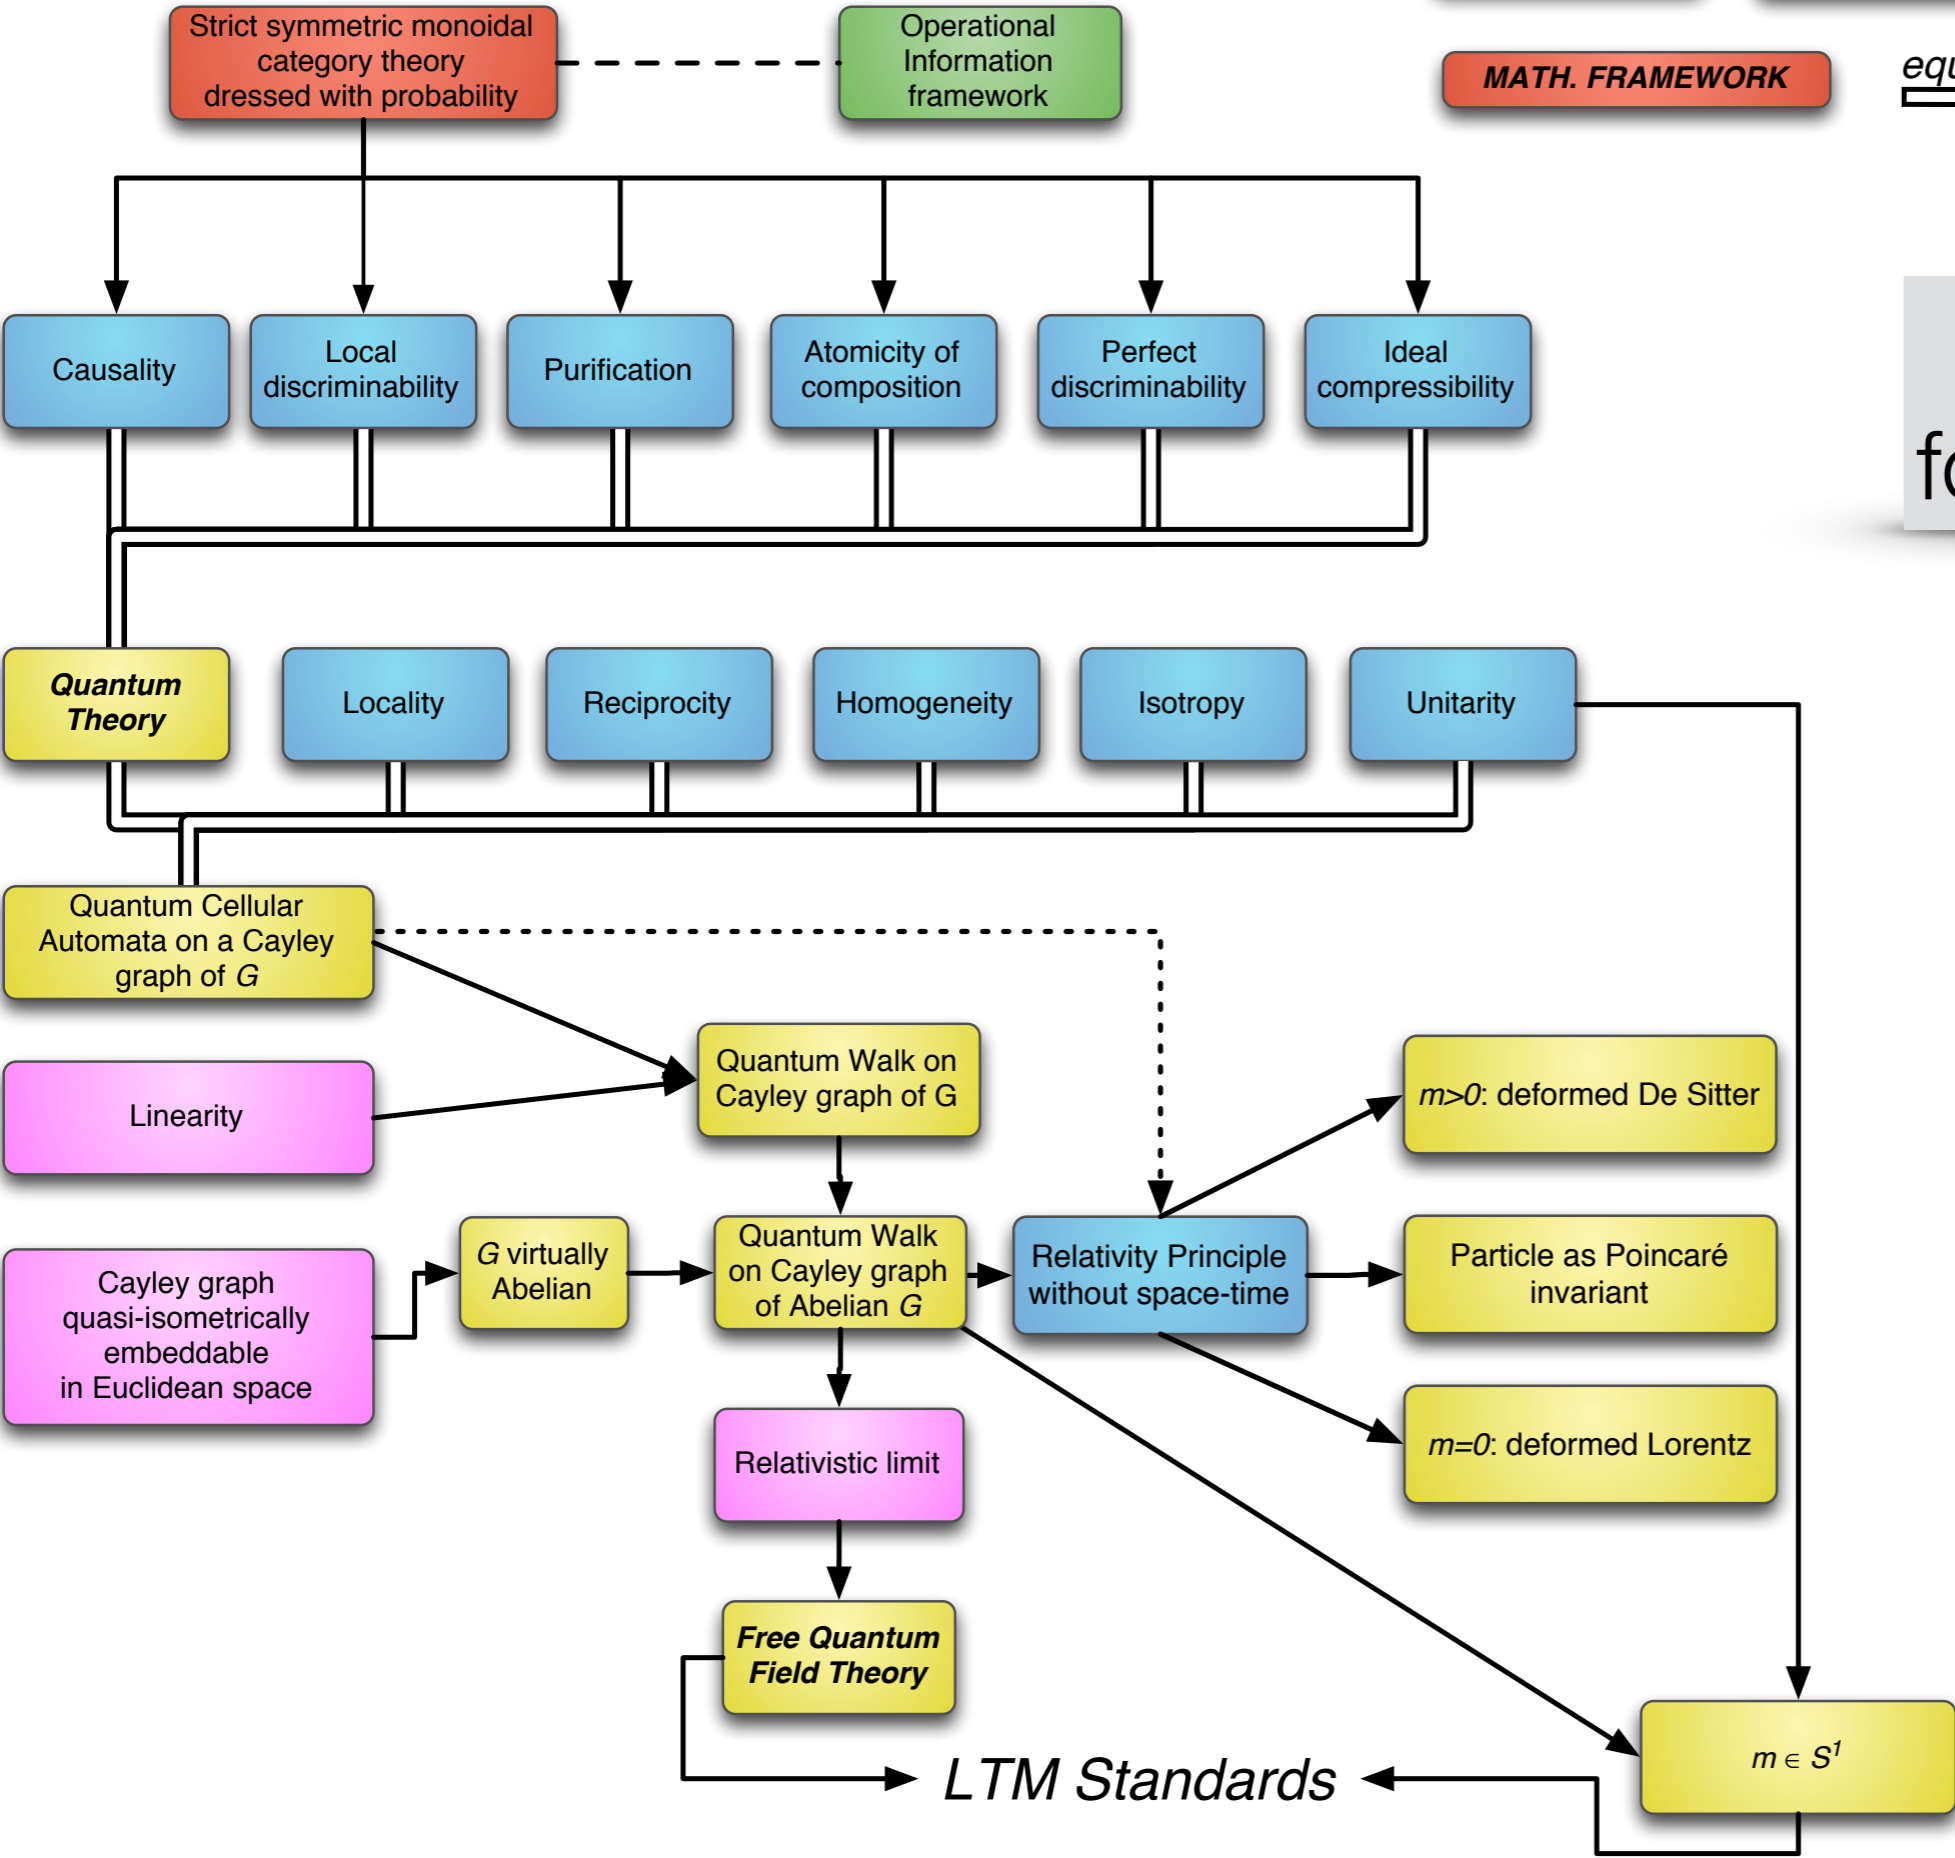 Strict symmetric monoidal
category theory
dressed with probability
Operational
Information
framework
MATH. FRAMEWORK
Causality
Local
discriminability
Purification
Atomicity of
composition
Perfect
discriminability
Ideal
compressibility
Quantum
Theory
Locality
Reciprocity
Homogeneity
Isotropy
Unitarity
Quantum Cellular
Automata on a Cayley
graph of G
Linearity
Quantum Walk on
Cayley graph of G
m>0: deformed De Sitter
Cayley graph
quasi-isometrically
embeddable
in Euclidean space
G virtually
Abelian
Quantum Walk
on Cayley graph
of Abelian G
Relativity Principle
without space-time
Particle as Poincaré
invariant
m=0: deformed Lorentz
Relativistic limit
Free Quantum
Field Theory
LTM Standards
m ∈ S¹